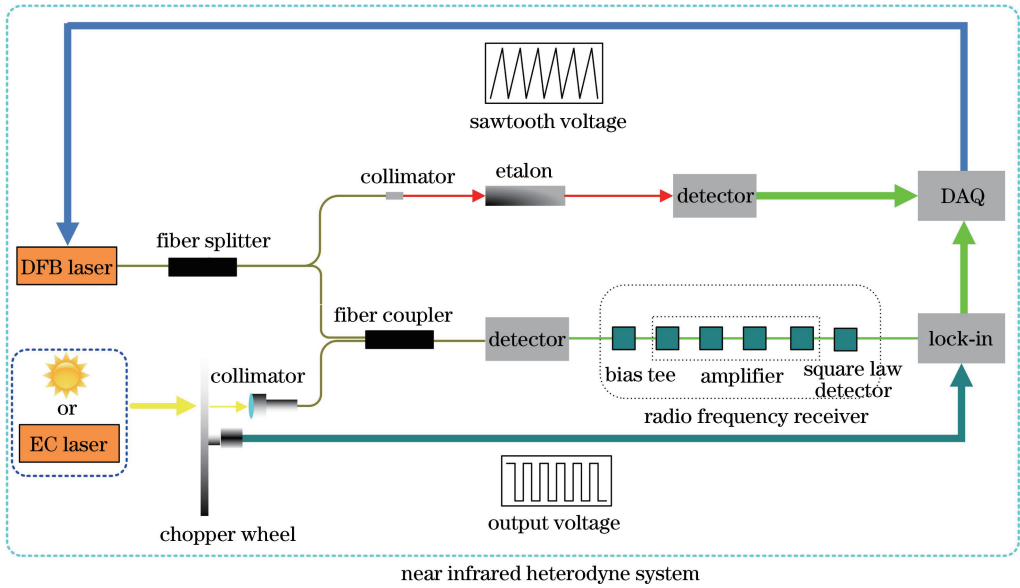 sawtooth voltage
collimator
etalon
detector
DAQ
fiber splitter
DFB laser
fiber coupler
detector
lock-in
bias tee
amplifier
square law
detector
radio frequency receiver
collimator
or
EC laser
chopper wheel
output voltage
near infrared heterodyne system